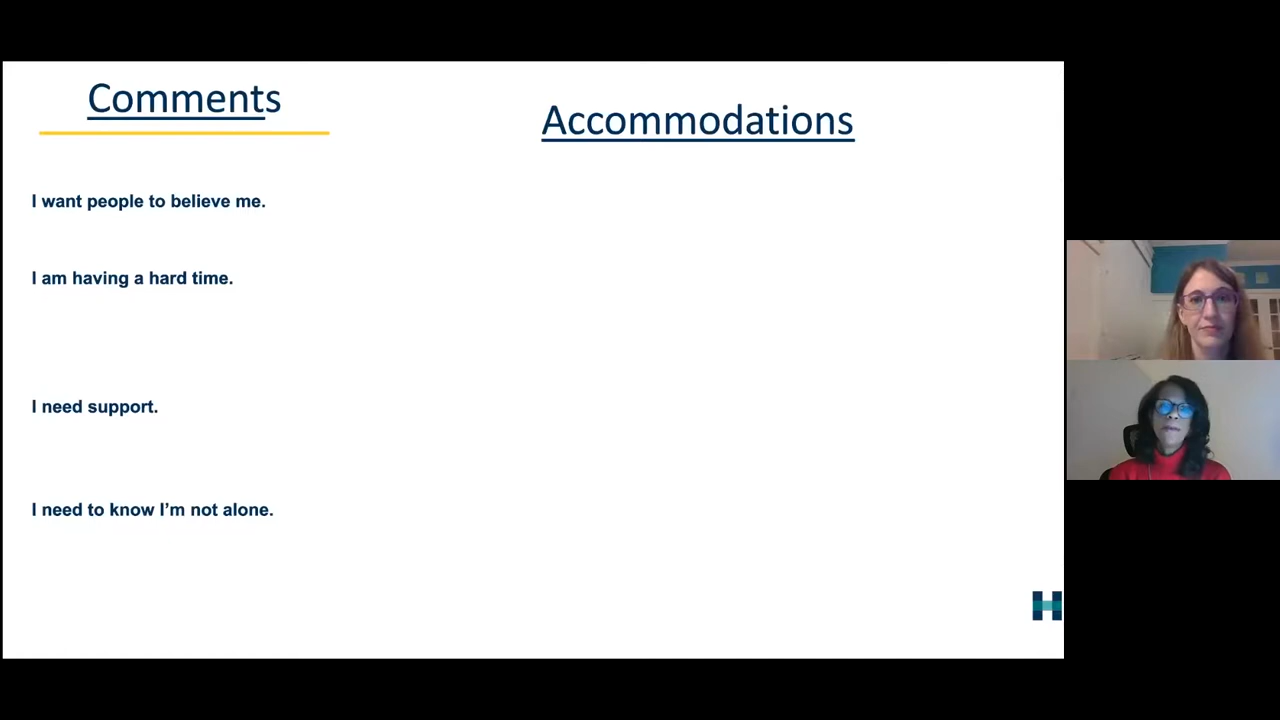 Comments
Accommodations
I want people to believe me.
I am having a hard time.
I need support.
I need to know I’m not alone.